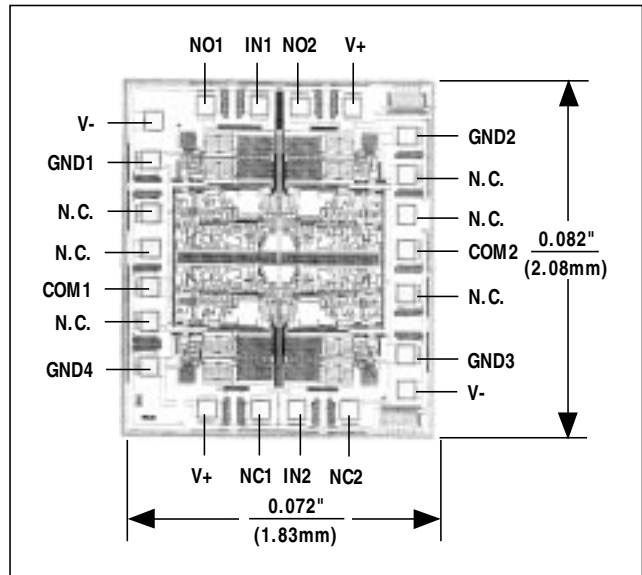 NO1 IN1 NO2 V+
V-
GND1
N.C.
N.C.
COM1
N.C.
GND4
GND2
N.C.
N.C.
COM2
N.C.
GND3
V-
0.082"
(2.08mm)
V+ NC1 IN2 NC2
0.072"
(1.83mm)